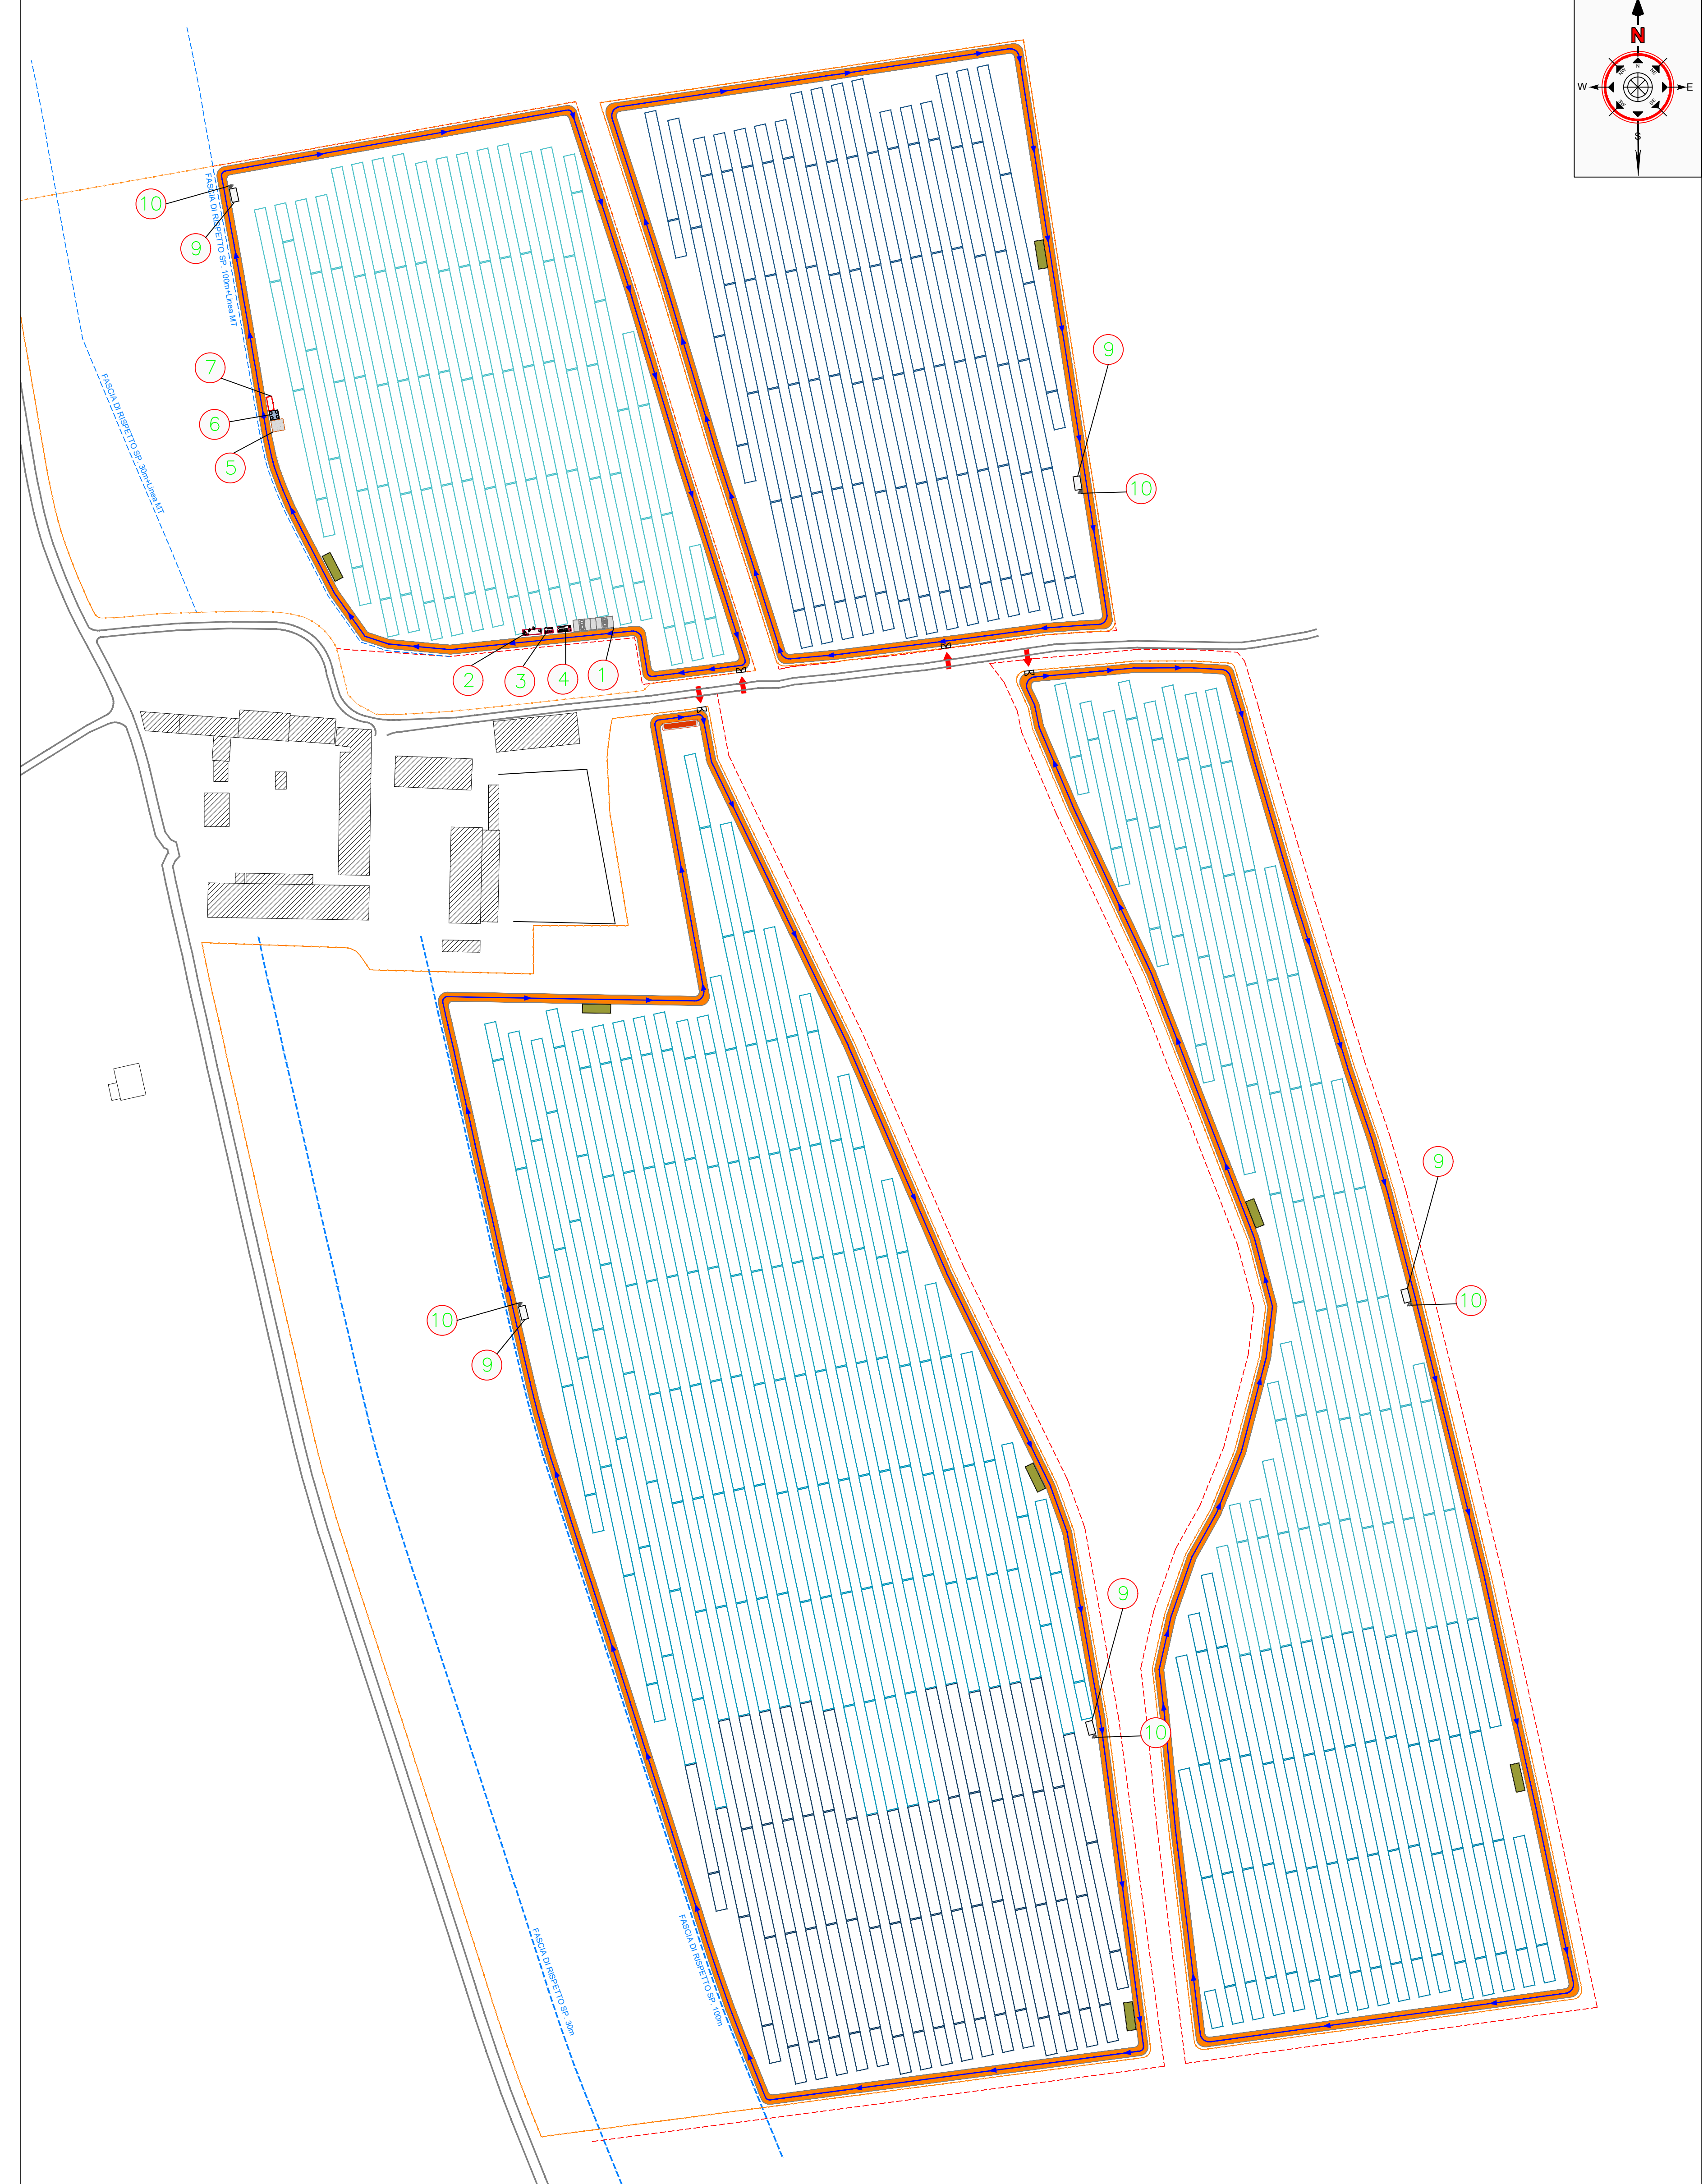 N
N
W
E
S
10
9
FASCIA DI RISPETTO SP. 100m+Linea MT
7
6
5
FASCIA DI RISPETTO SP. 30m+Linea MT
9
10
2
3
4
1
9
10
10
9
9
10
FASCIA DI RISPETTO SP. 30m
FASCIA DI RISPETTO SP. 100m